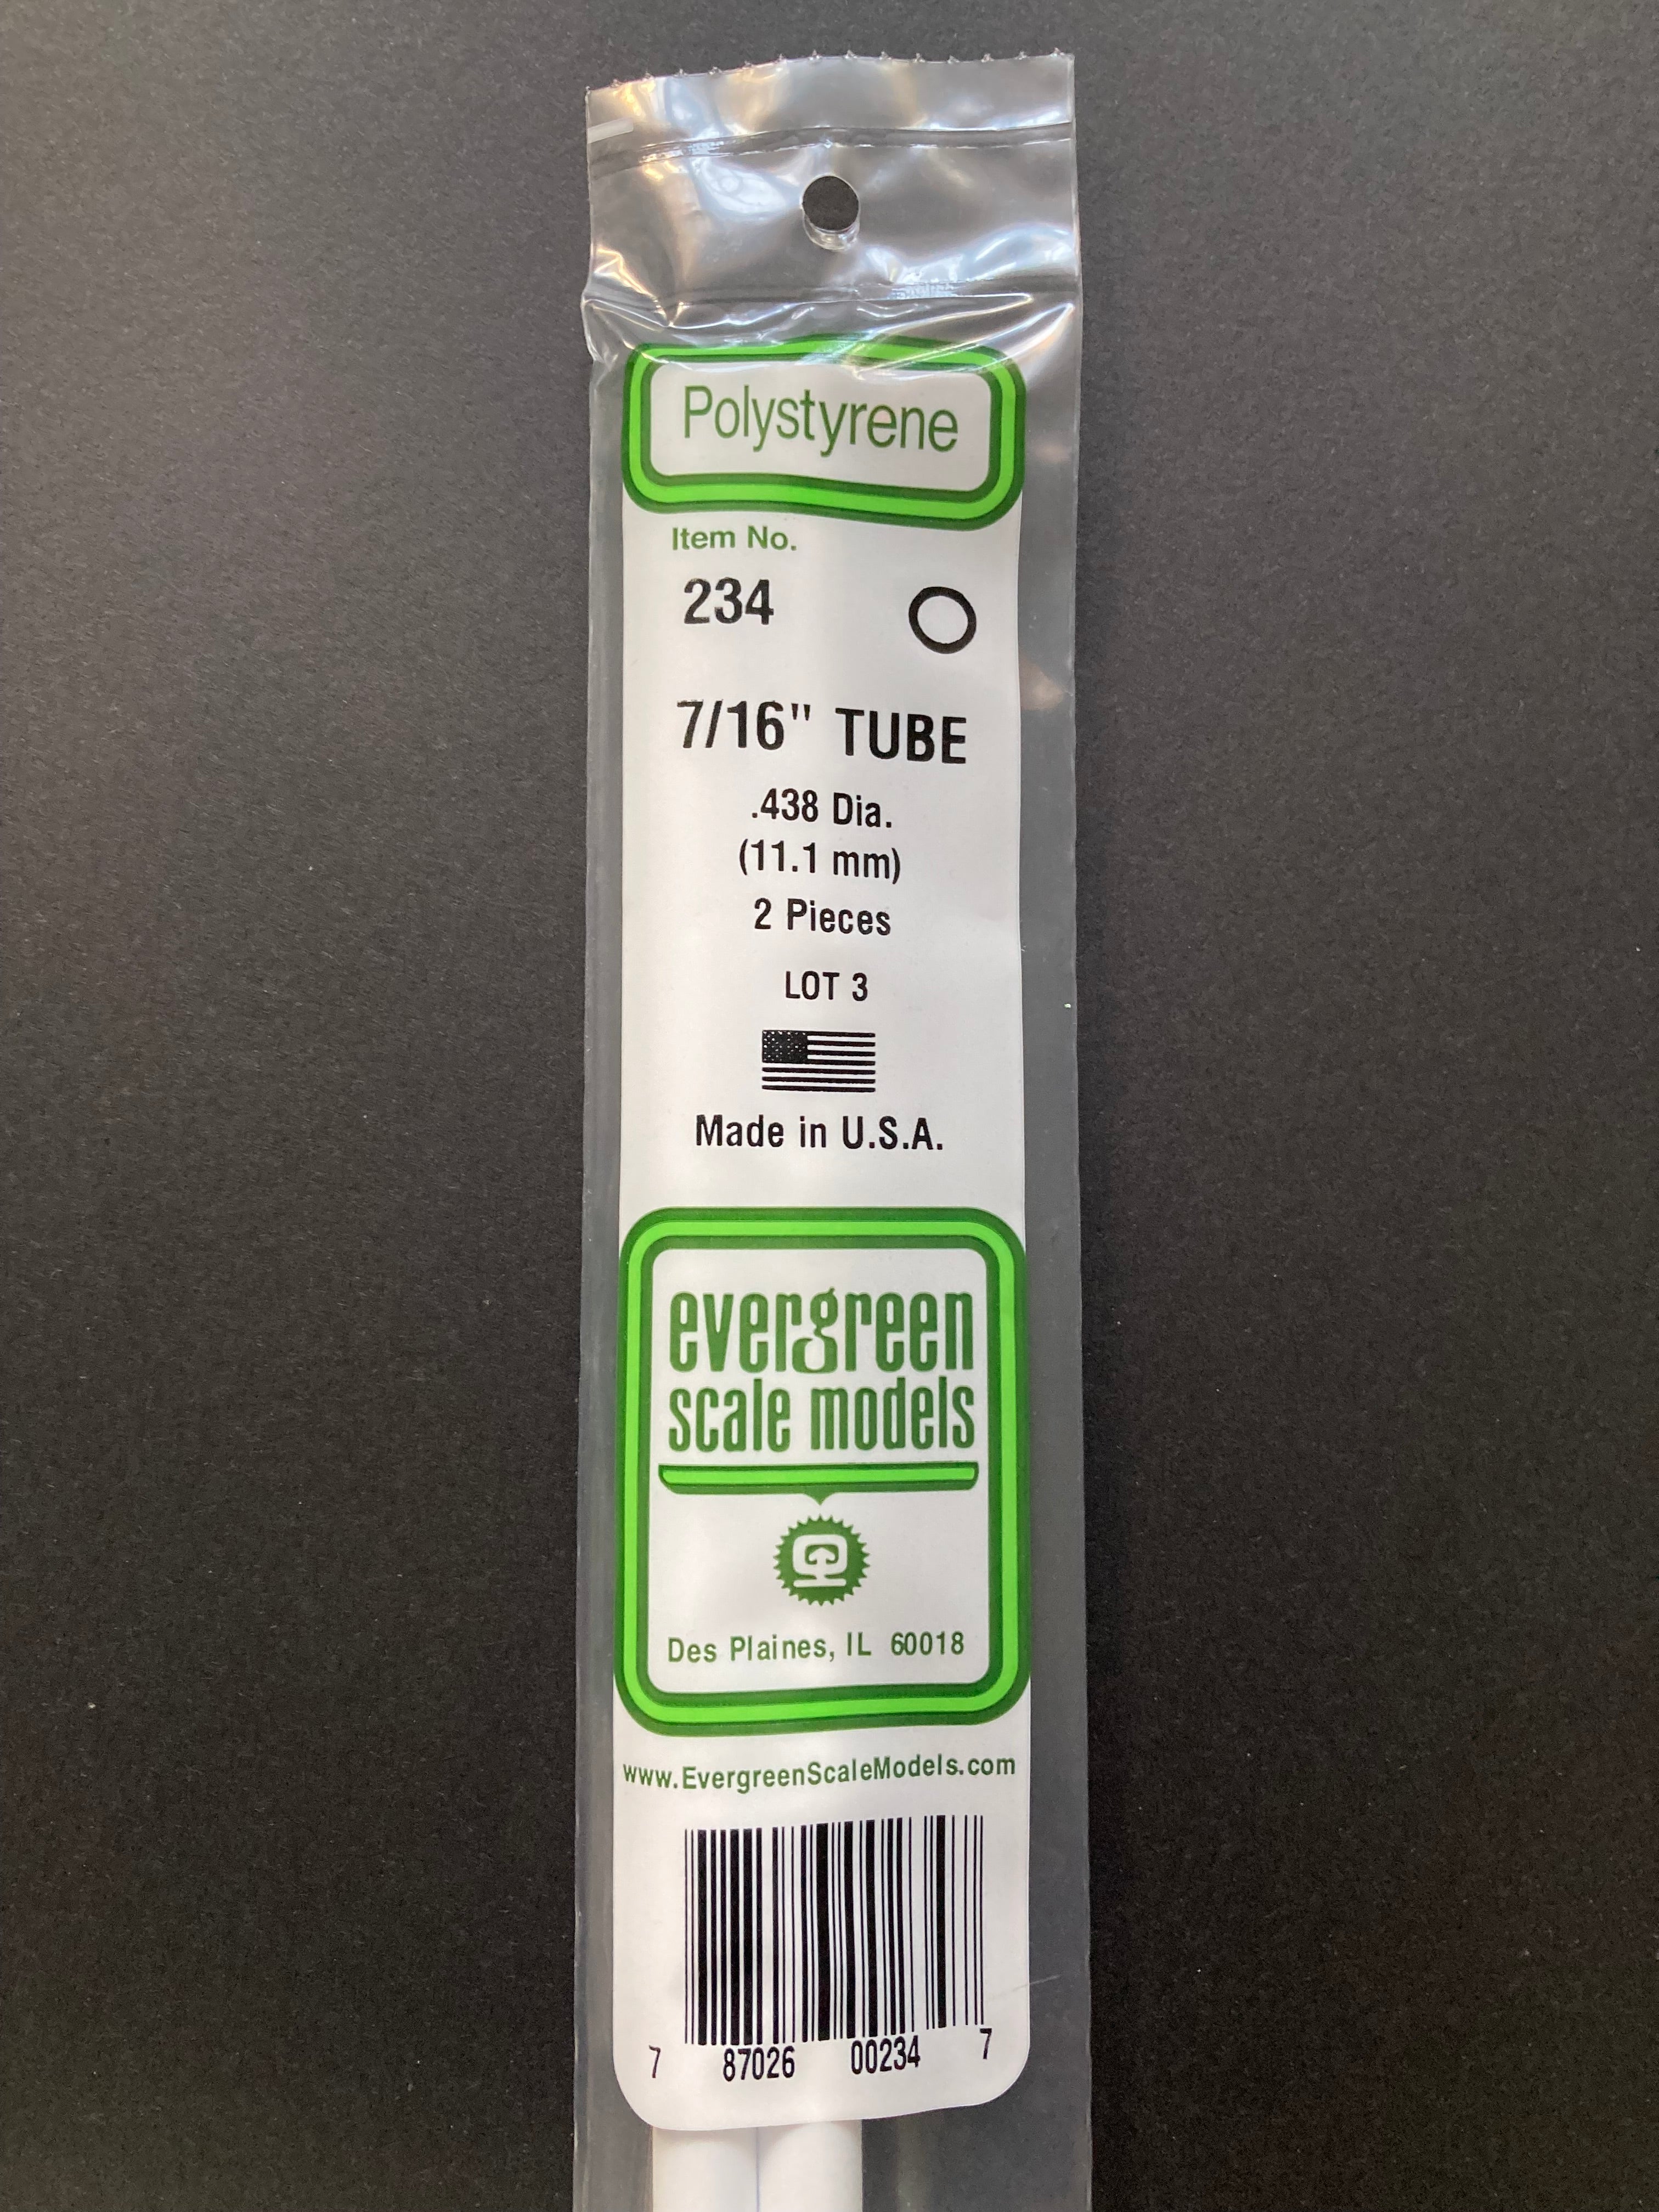 Polystyrene
Item No.
234
7/16" TUBE
.438 Dia.
(11.1 mm)
2 Pieces
LOT 3
Made in U.S.A.
evergreen
scale models
Des Plaines, IL 60018
www.EvergreenScaleModels.com
7 87026 00234 7